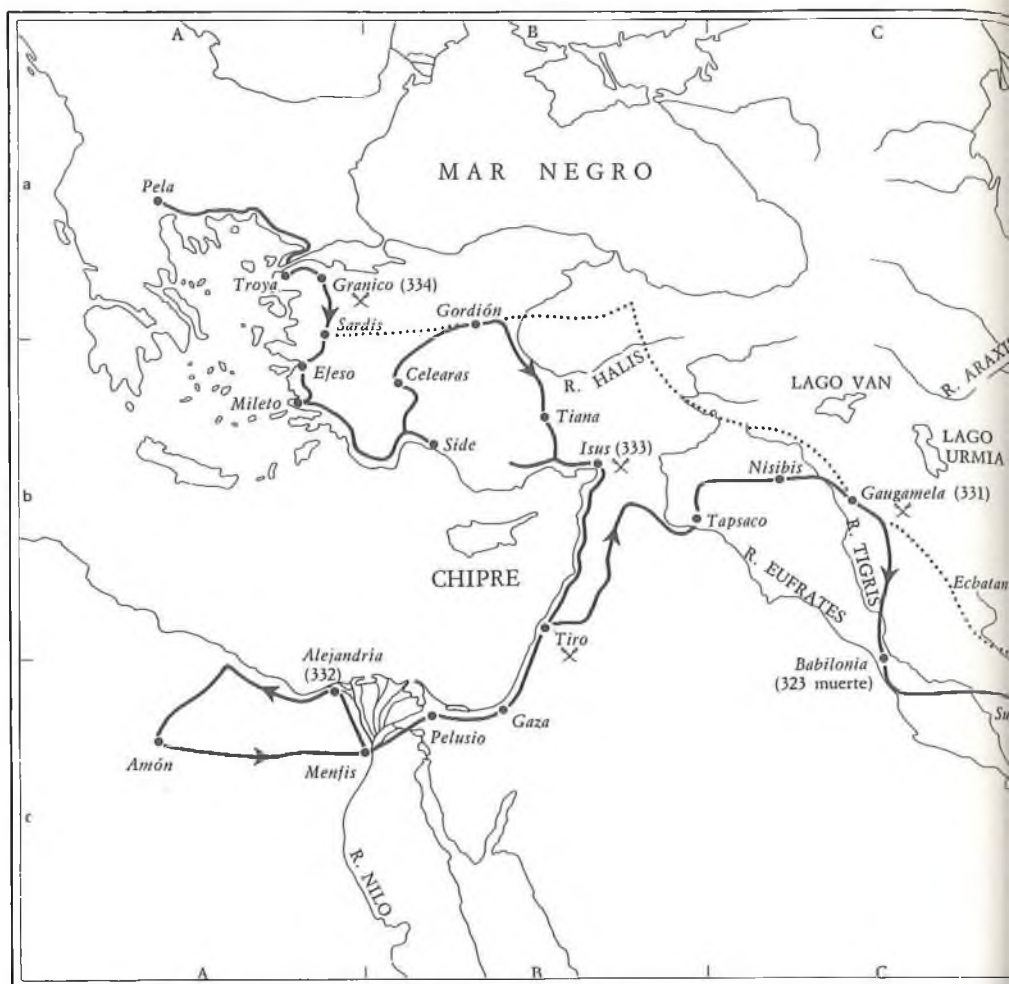 A
B
C
a
MAR NEGRO
Pela
Troya
Granico (334)
Sardis
Gordión
R. HALIS
LAGO VAN
R. ARAXI
Efeso
Celearas
Mileto
Tiana
LAGO
URMIA
Side
Isus (333)
Nisibis
b
Gaugamela (331)
Tapsaco
R. TIGRIS
R. EUFRATES
CHIPRE
Ecbatan
Tiro
Alejandría
(332)
Babilonia
(323 muerte)
Su
Gaza
Pelusio
Amón
Menfis
c
R. NILO
A
B
C